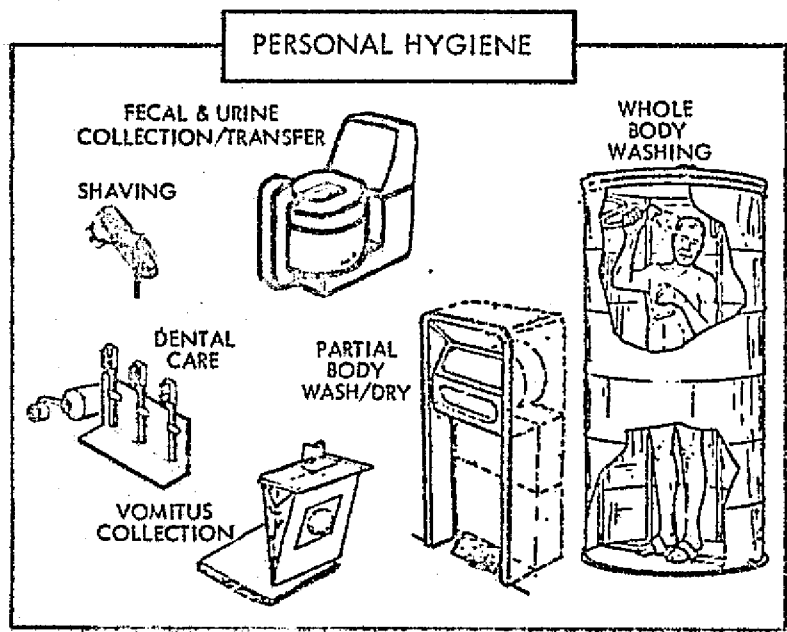 PERSONAL HYGIENE
FECAL & URINE
COLLECTION/TRANSFER
WHOLE
BODY
WASHING
SHAVING
DENTAL
CARE
PARTIAL
BODY
WASH/DRY
VOMITUS
COLLECTION